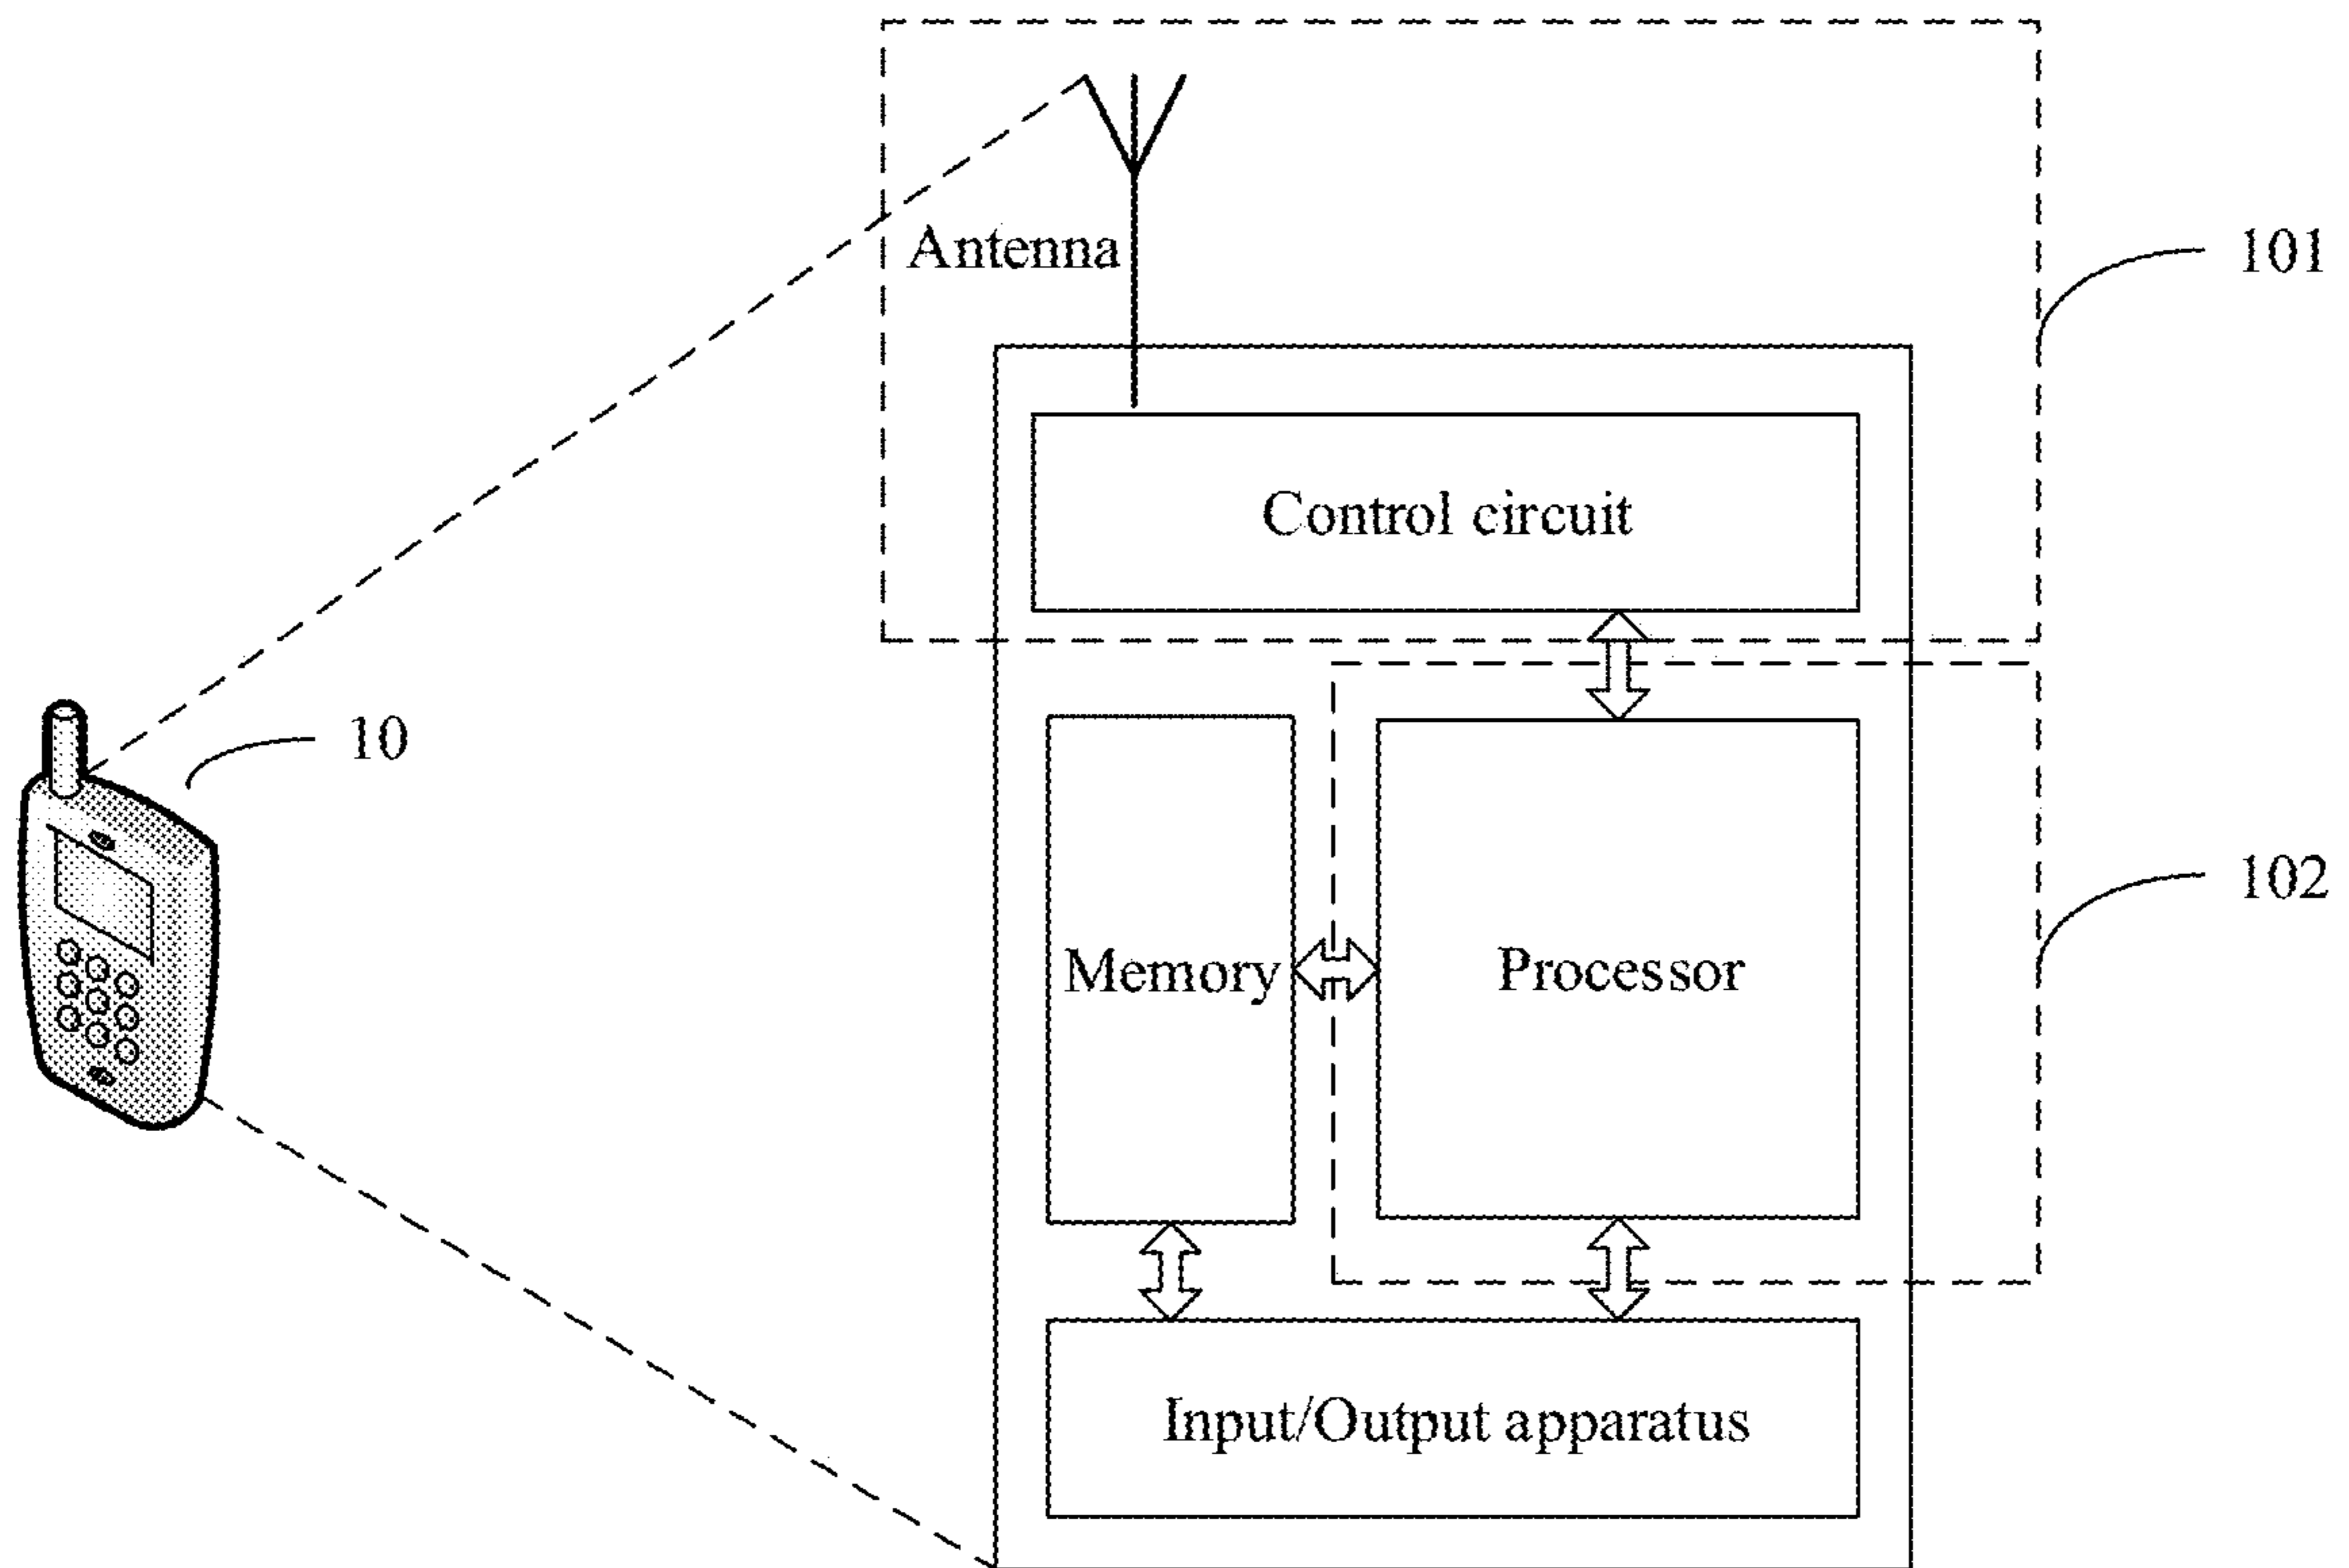 Antenna
101
Control circuit
10
102
Memory
Processor
Input/Output apparatus